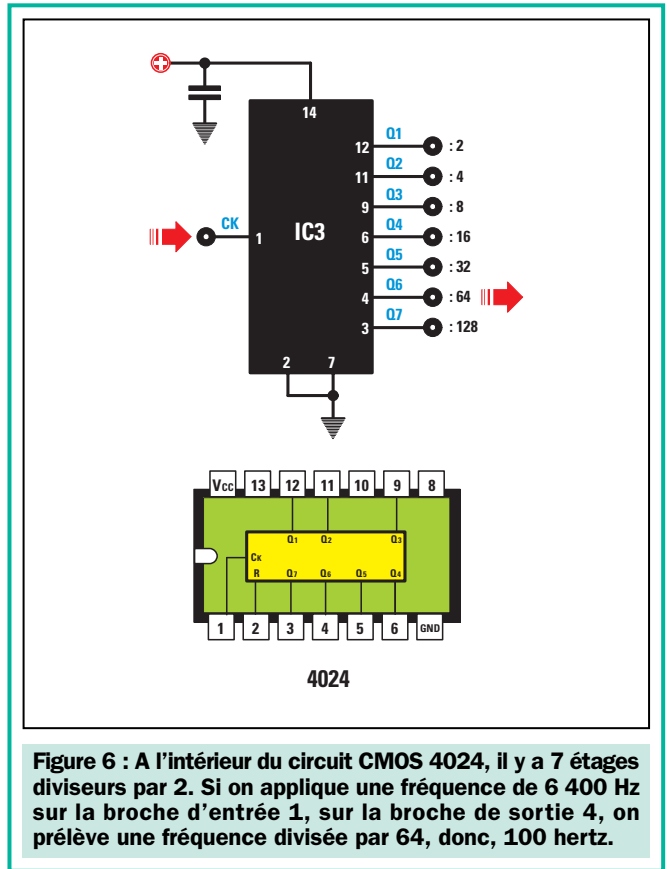 14
12 Q1 : 2
11 Q2 : 4
9 Q3 : 8
CK 1 IC3 6 Q4 : 16
5 Q5 : 32
4 Q6 : 64
3 Q7 : 128
2 7
Vcc 13 12 11 10 9 8
Q1 Q2 Q3
CK
R Q7 Q6 Q5 Q4
1 2 3 4 5 6 GND
4024
Figure 6 : A l'intérieur du circuit CMOS 4024, il y a 7 étages
diviseurs par 2. Si on applique une fréquence de 6 400 Hz
sur la broche d'entrée 1, sur la broche de sortie 4, on
prélève une fréquence divisée par 64, donc, 100 hertz.